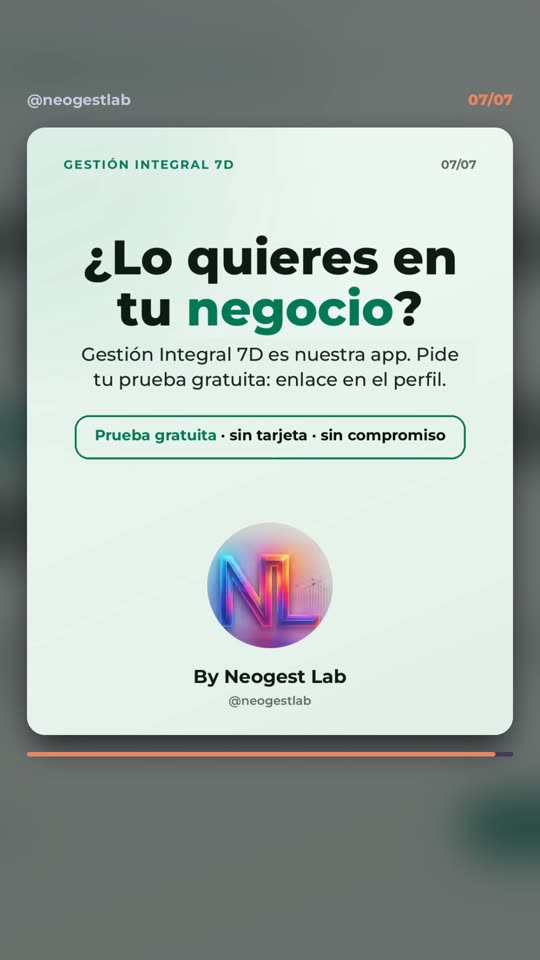 @neogestlab 07/07
GESTIÓN INTEGRAL 7D 07/07
¿Lo quieres en
tu negocio?
Gestión Integral 7D es nuestra app. Pide
tu prueba gratuita: enlace en el perfil.
Prueba gratuita · sin tarjeta · sin compromiso
NL
By Neogest Lab
@neogestlab